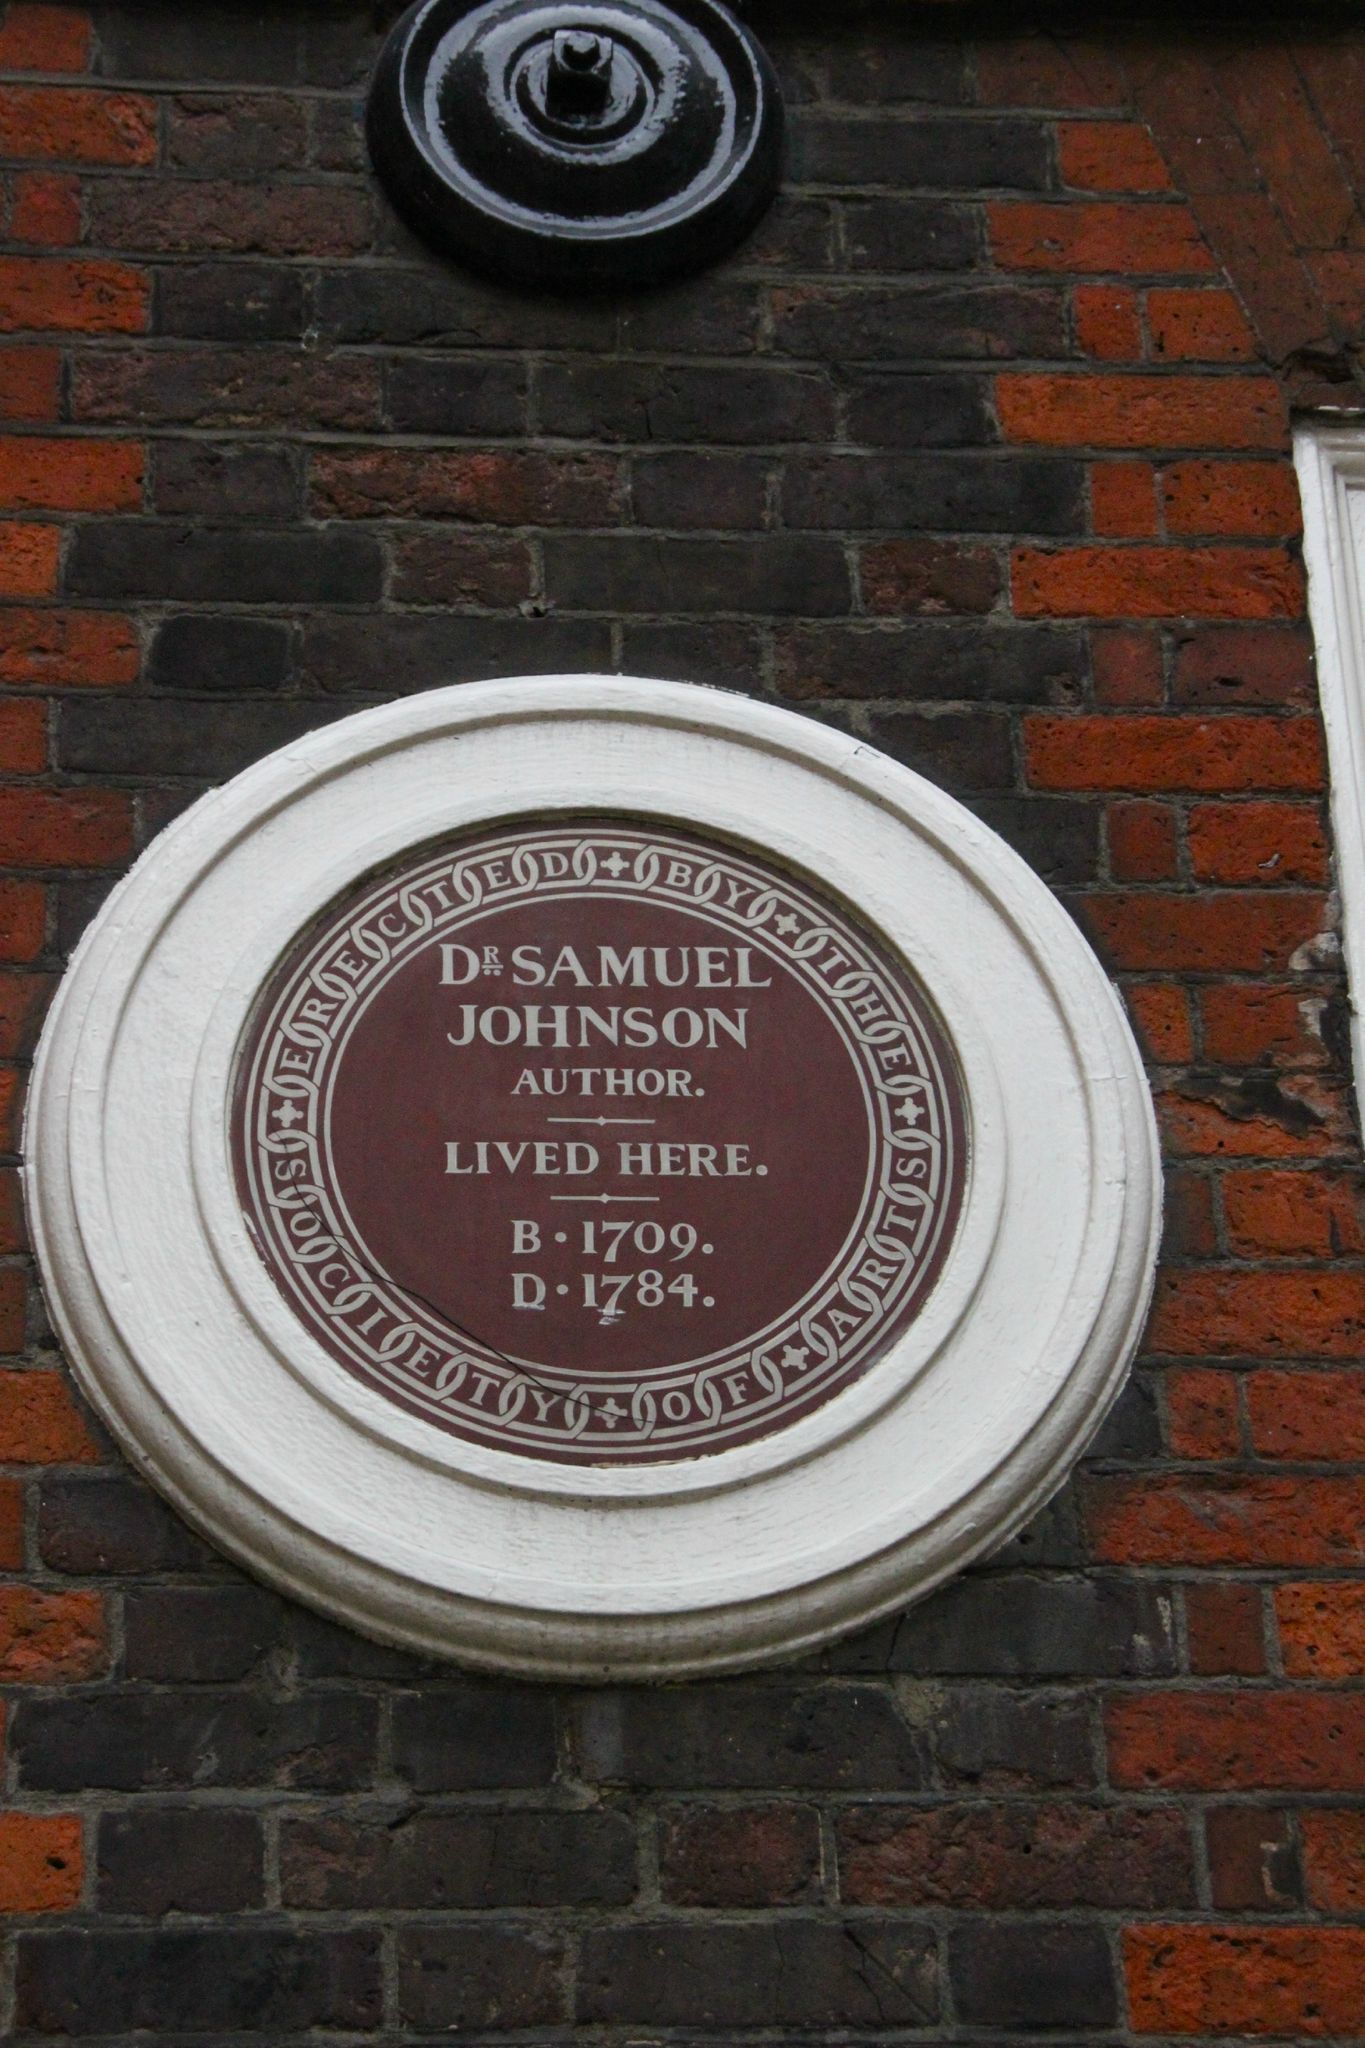 ERECTED BY THE SOCIETY OF ARTS
DR. SAMUEL
JOHNSON
AUTHOR.
LIVED HERE.
B·1709.
D·1784.